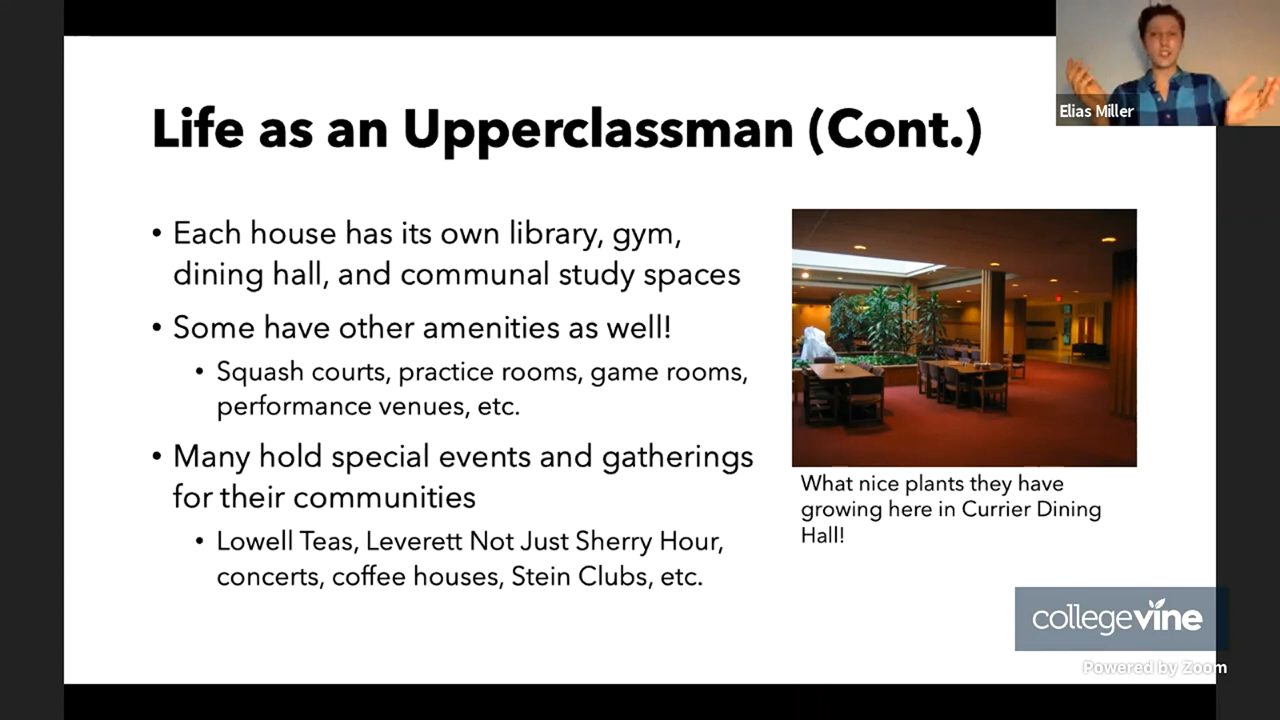 Elias Miller
Life as an Upperclassman (Cont.)
• Each house has its own library, gym,
dining hall, and communal study spaces
• Some have other amenities as well!
• Squash courts, practice rooms, game rooms,
performance venues, etc.
• Many hold special events and gatherings
for their communities
• Lowell Teas, Leverett Not Just Sherry Hour,
concerts, coffee houses, Stein Clubs, etc.
What nice plants they have
growing here in Currier Dining
Hall!
collegevine
Powered by Zoom